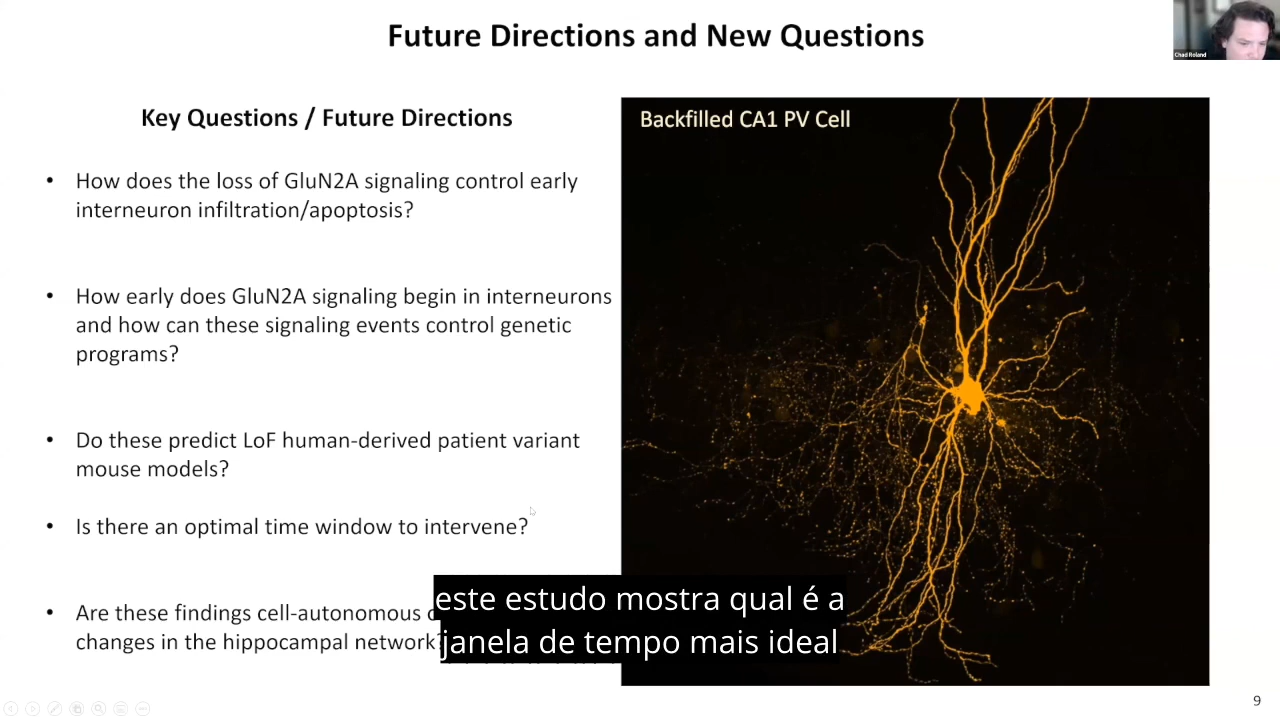 Future Directions and New Questions
Chad Roland
Key Questions / Future Directions
Backfilled CA1 PV Cell
• How does the loss of GluN2A signaling control early
interneuron infiltration/apoptosis?
• How early does GluN2A signaling begin in interneurons
and how can these signaling events control genetic
programs?
• Do these predict LoF human-derived patient variant
mouse models?
• Is there an optimal time window to intervene?
• Are these findings cell-autonomous
changes in the hippocampal network?
este estudo mostra qual é a
janela de tempo mais ideal
9